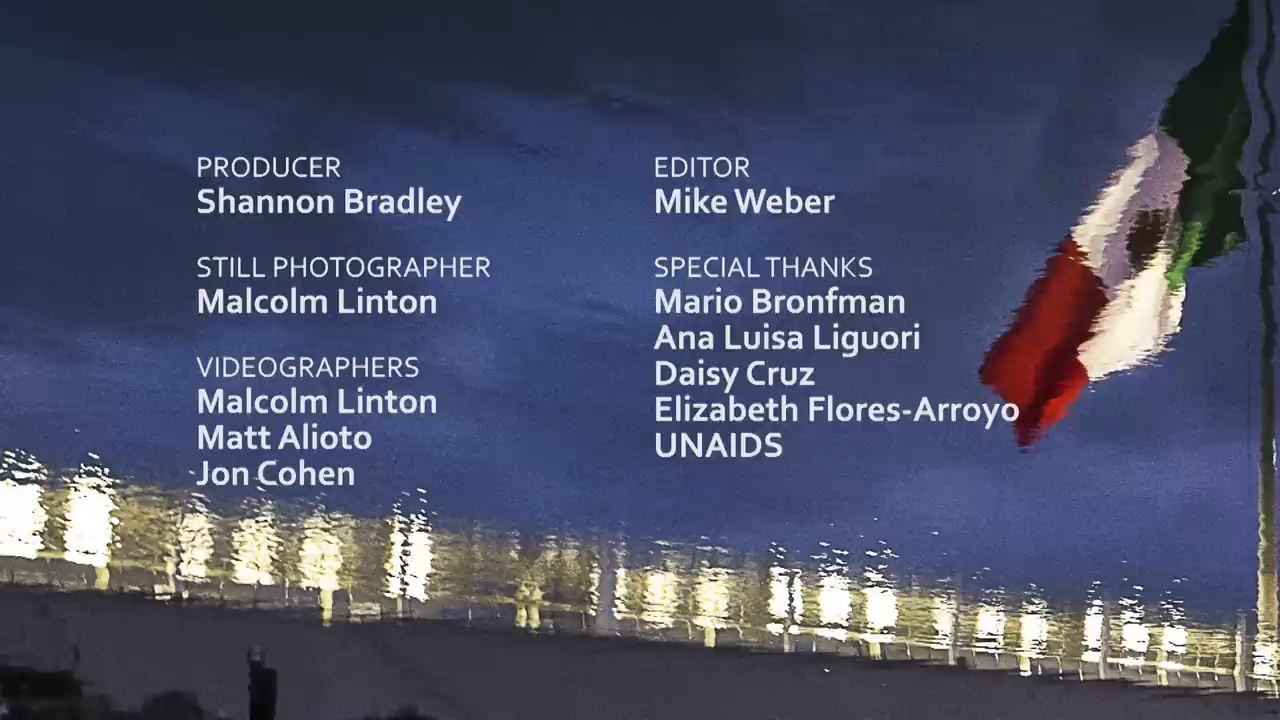 PRODUCER
Shannon Bradley
STILL PHOTOGRAPHER
Malcolm Linton
VIDEOGRAPHERS
Malcolm Linton
Matt Alioto
Jon Cohen
EDITOR
Mike Weber
SPECIAL THANKS
Mario Bronfman
Ana Luisa Liguori
Daisy Cruz
Elizabeth Flores-Arroyo
UNAIDS